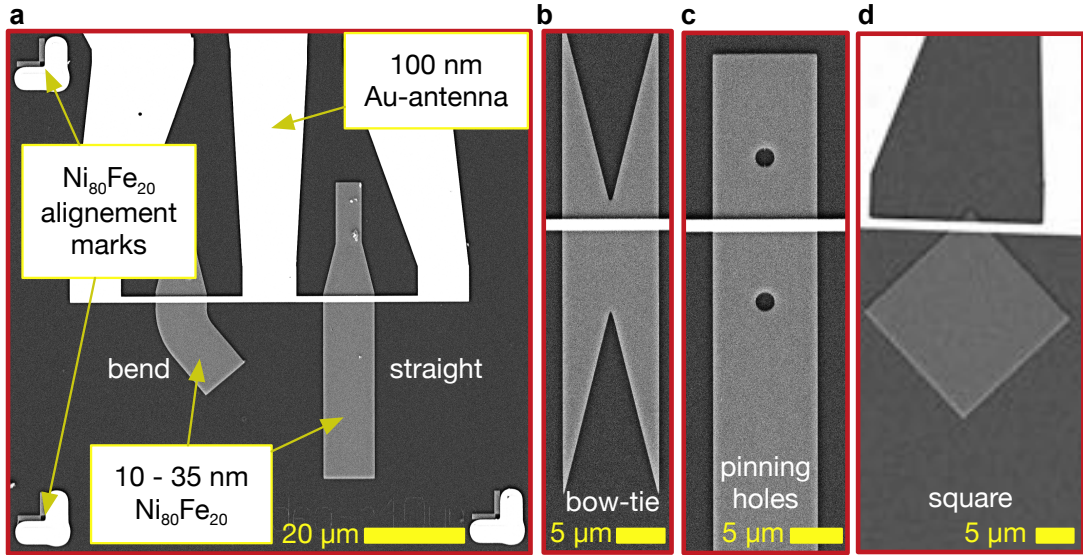 a
b
c
d
100 nm
Au-antenna
Ni₈₀Fe₂₀
alignement
marks
bend
straight
10 - 35 nm
Ni₈₀Fe₂₀
20 µm
bow-tie
5 µm
pinning
holes
5 µm
square
5 µm